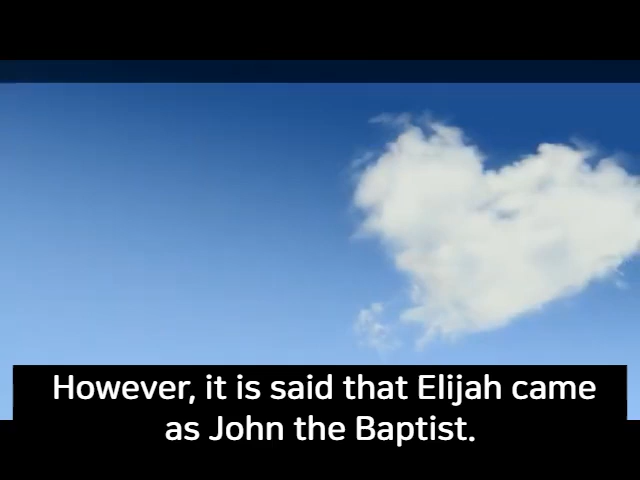 However, it is said that Elijah came
as John the Baptist.